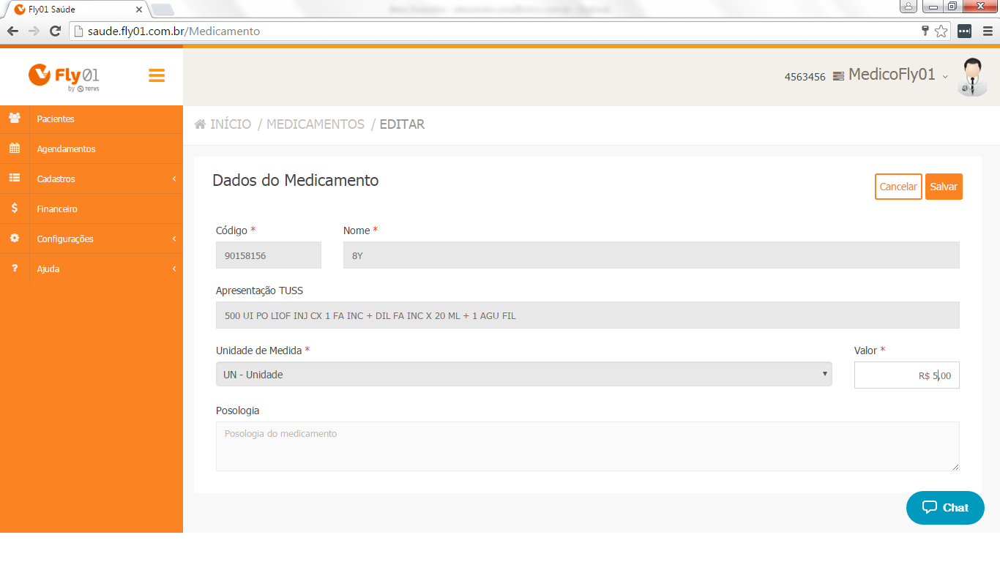 Fly01 Saúde
saude.fly01.com.br/Medicamento
Fly01
by TOTVS
4563456 MedicoFly01
Pacientes
Agendamentos
Cadastros
Financeiro
Configurações
Ajuda
INÍCIO / MEDICAMENTOS / EDITAR
Dados do Medicamento
Cancelar Salvar
Código * Nome *
90158156 8Y
Apresentação TUSS
500 UI PO LIOF INJ CX 1 FA INC + DIL FA INC X 20 ML + 1 AGU FIL
Unidade de Medida * Valor *
UN - Unidade R$ 5,00
Posologia
Posologia do medicamento
Chat